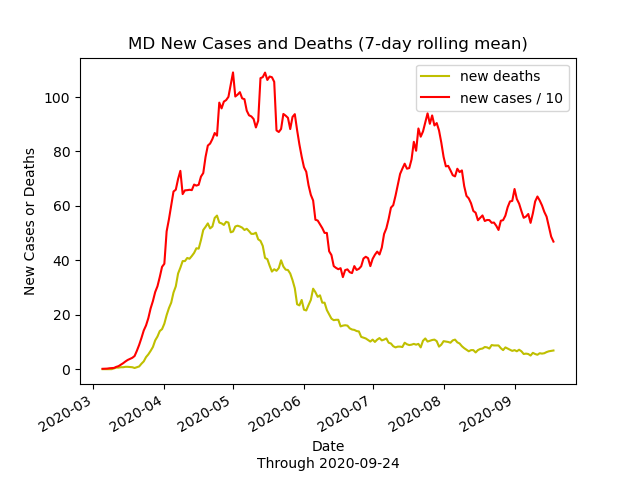 MD New Cases and Deaths (7-day rolling mean)
new deaths
new cases / 10
100
80
60
40
20
0
New Cases or Deaths
2020-03
2020-04
2020-05
2020-06
2020-07
2020-08
2020-09
Date
Through 2020-09-24